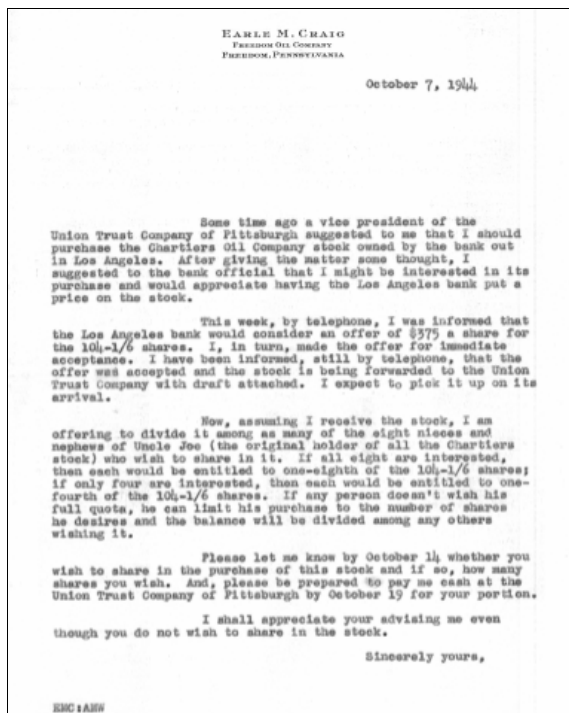 EARLE M. CRAIG
FREEDOM OIL COMPANY
FREEDOM, PENNSYLVANIA
October 7, 1944
Some time ago a vice president of the
Union Trust Company of Pittsburgh suggested to me that I should
purchase the Chartiers Oil Company stock owned by the bank out
in Los Angeles. After giving the matter some thought, I
suggested to the bank official that I might be interested in its
purchase and would appreciate having the Los Angeles bank put a
price on the stock.
This week, by telephone, I was informed that
the Los Angeles bank would consider an offer of $375 a share for
the 104-1/6 shares. I, in turn, made the offer for immediate
acceptance. I have been informed, still by telephone, that the
offer was accepted and the stock is being forwarded to the Union
Trust Company with draft attached. I expect to pick it up on its
arrival.
Now, assuming I receive the stock, I am
offering to divide it among as many of the eight nieces and
nephews of Uncle Joe (the original holder of all the Chartiers
stock) who wish to share in it. If all eight are interested,
then each would be entitled to one-eighth of the 104-1/6 shares;
if only four are interested, then each would be entitled to one-
fourth of the 104-1/6 shares. If any person doesn't wish his
full quota, he can limit his purchase to the number of shares
he desires and the balance will be divided among any others
wishing it.
Please let me know by October 14 whether you
wish to share in the purchase of this stock and if so, how many
shares you wish. And, please be prepared to pay me cash at the
Union Trust Company of Pittsburgh by October 19 for your portion.
I shall appreciate your advising me even
though you do not wish to share in the stock.
Sincerely yours,
EMC:AHW